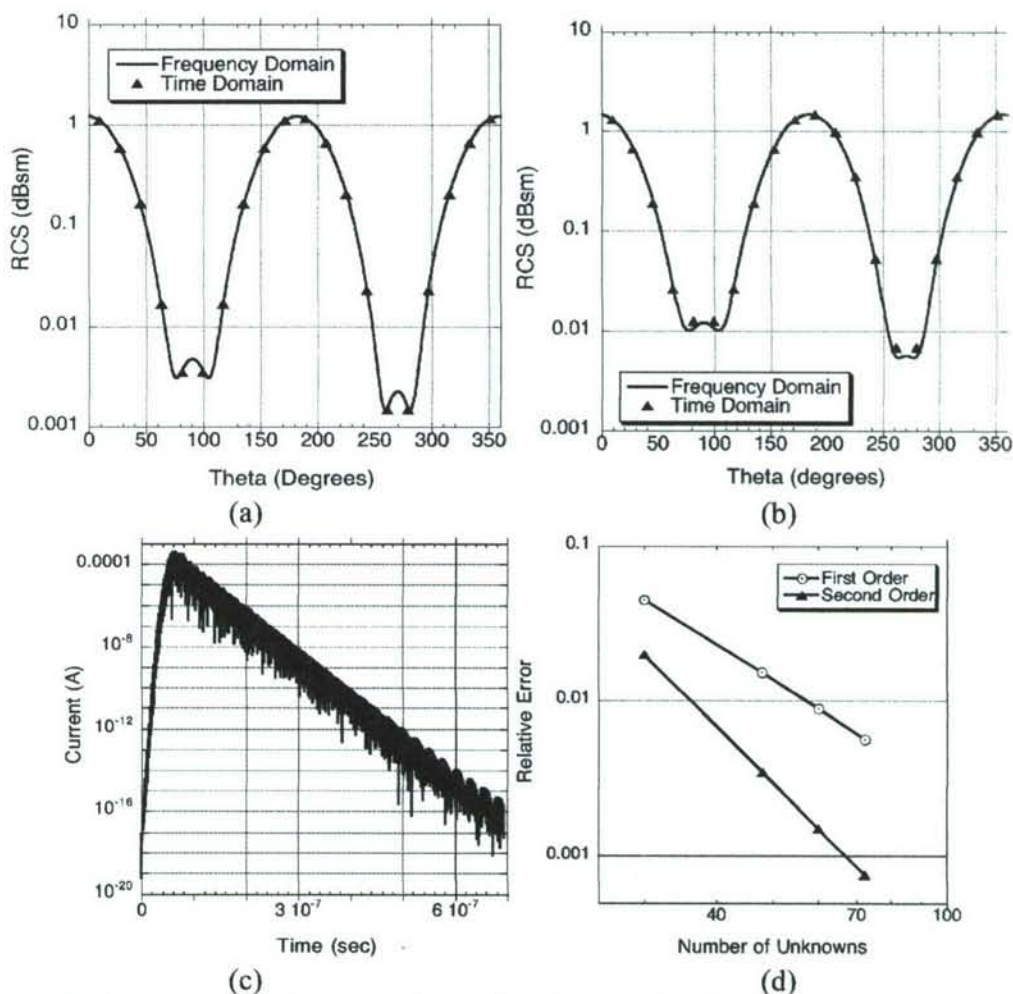 10
1
0.1
0.01
0.001
RCS (dBsm)
Frequency Domain
Time Domain
0 50 100 150 200 250 300 350
Theta (Degrees)
(a)
10
1
0.1
0.01
0.001
RCS (dBsm)
Frequency Domain
Time Domain
0 50 100 150 200 250 300 350
Theta (degrees)
(b)
0.0001
10-8
10-12
10-16
10-20
Current (A)
0 3 10-7 6 10-7
Time (sec)
(c)
0.1
0.01
0.001
Relative Error
First Order
Second Order
40 70 100
Number of Unknowns
(d)